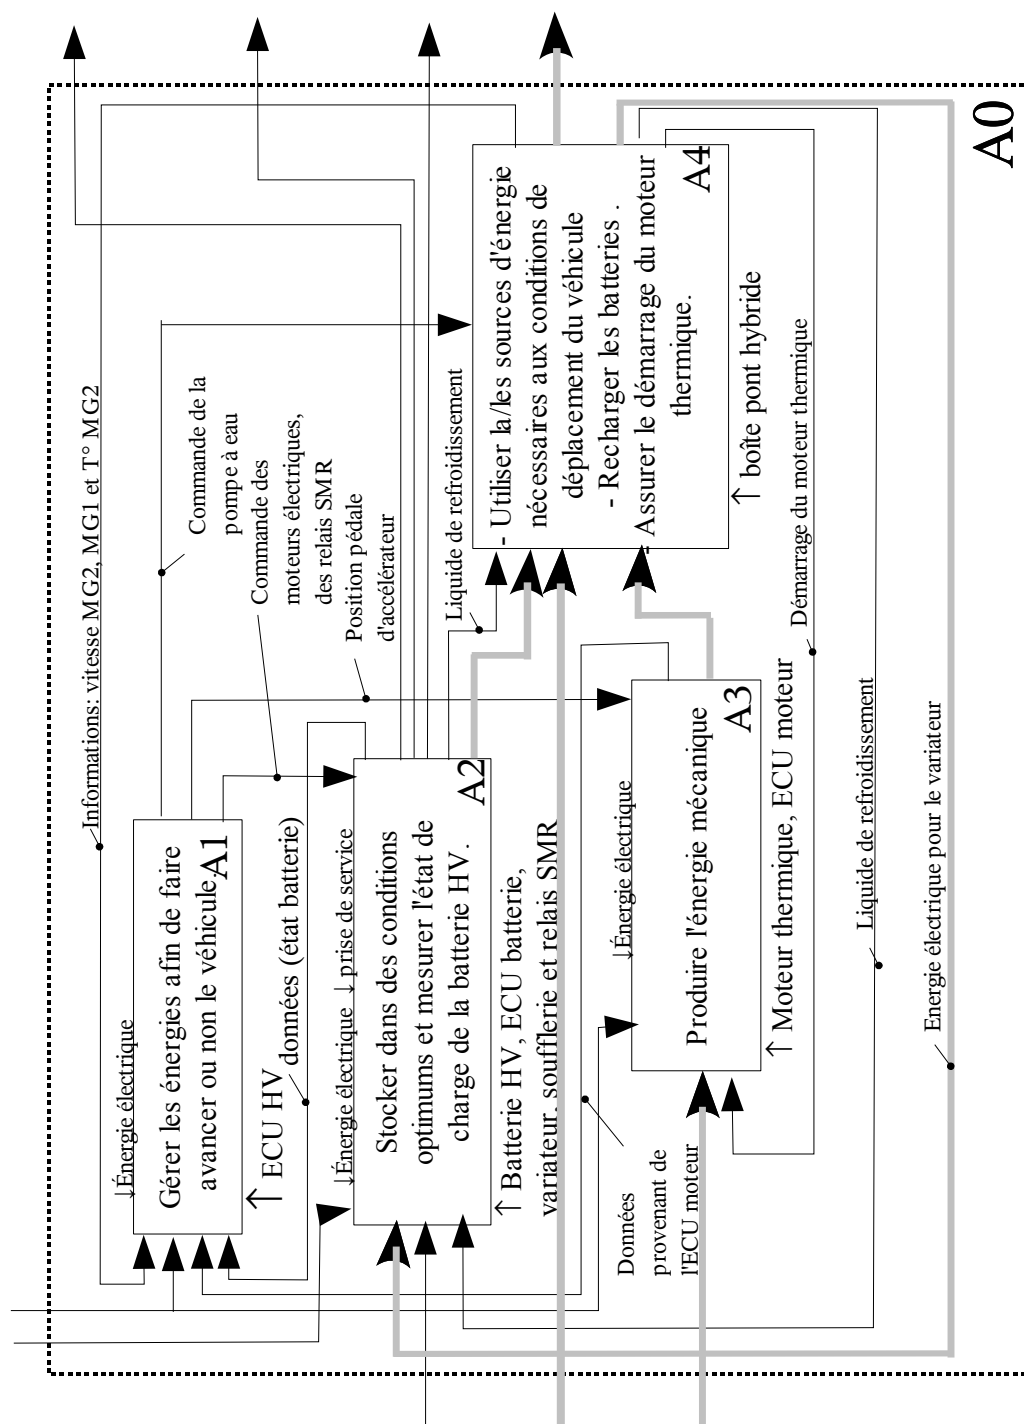 Informations: vitesse MG2, MG1 et T° MG2
↓Énergie électrique
Gérer les énergies afin de faire
avancer ou non le véhicule
A1
↑ ECU HV
Commande de la
pompe à eau
Commande des
moteurs électriques,
des relais SMR
Position pédale
d'accélérateur
données (état batterie)
↓Énergie électrique ↓ prise de service
Stocker dans des conditions
optimums et mesurer l'état de
charge de la batterie HV.
A2
↑ Batterie HV, ECU batterie,
variateur, soufflerie et relais SMR
Liquide de refroidissement
- Utiliser la/les sources d'énergie
nécessaires aux conditions de
déplacement du véhicule
- Recharger les batteries .
- Assurer le démarrage du moteur
thermique.
A4
↑ boîte pont hybride
↓Énergie électrique
Produire l'énergie mécanique
A3
↑ Moteur thermique, ECU moteur
Données
provenant de
l'ECU moteur
Démarrage du moteur thermique
Liquide de refroidissement
Energie électrique pour le variateur
A0